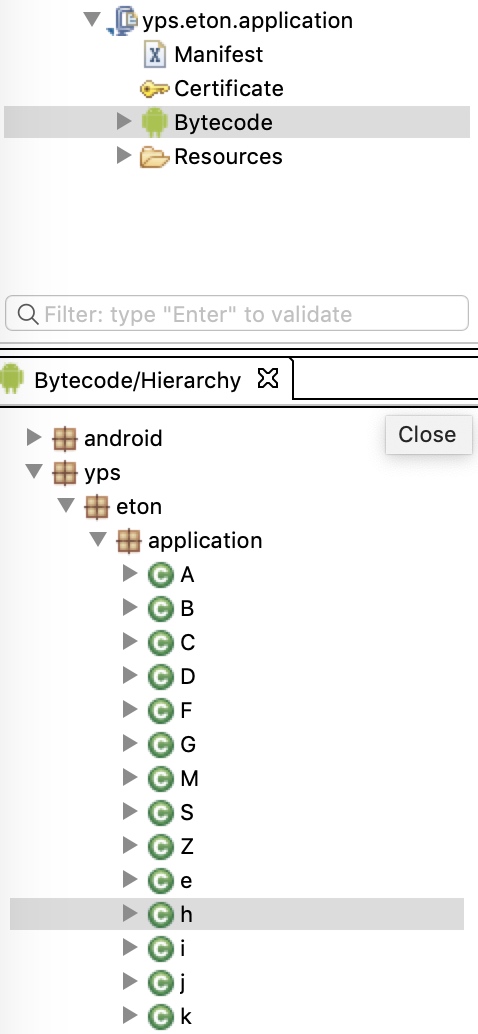 yps.eton.application
Manifest
Certificate
Bytecode
Resources
Filter: type "Enter" to validate
Bytecode/Hierarchy
Close
android
yps
eton
application
A
B
C
D
F
G
M
S
Z
e
h
i
j
k